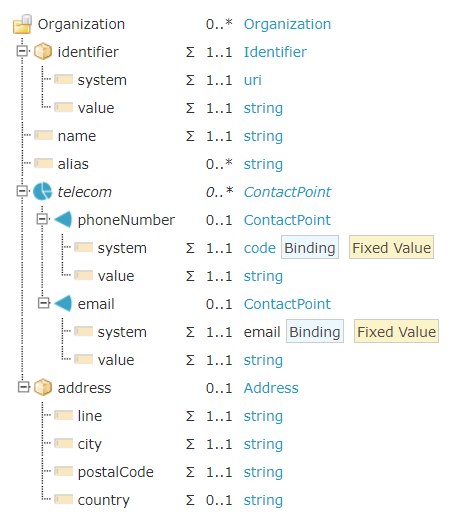 Organization 0..* Organization
identifier Σ 1..1 Identifier
system Σ 1..1 uri
value Σ 1..1 string
name Σ 1..1 string
alias 0..* string
telecom 0..* ContactPoint
phoneNumber 0..1 ContactPoint
system Σ 1..1 code Binding Fixed Value
value Σ 1..1 string
email 0..1 ContactPoint
system Σ 1..1 email Binding Fixed Value
value Σ 1..1 string
address 0..1 Address
line Σ 1..1 string
city Σ 1..1 string
postalCode Σ 1..1 string
country Σ 0..1 string